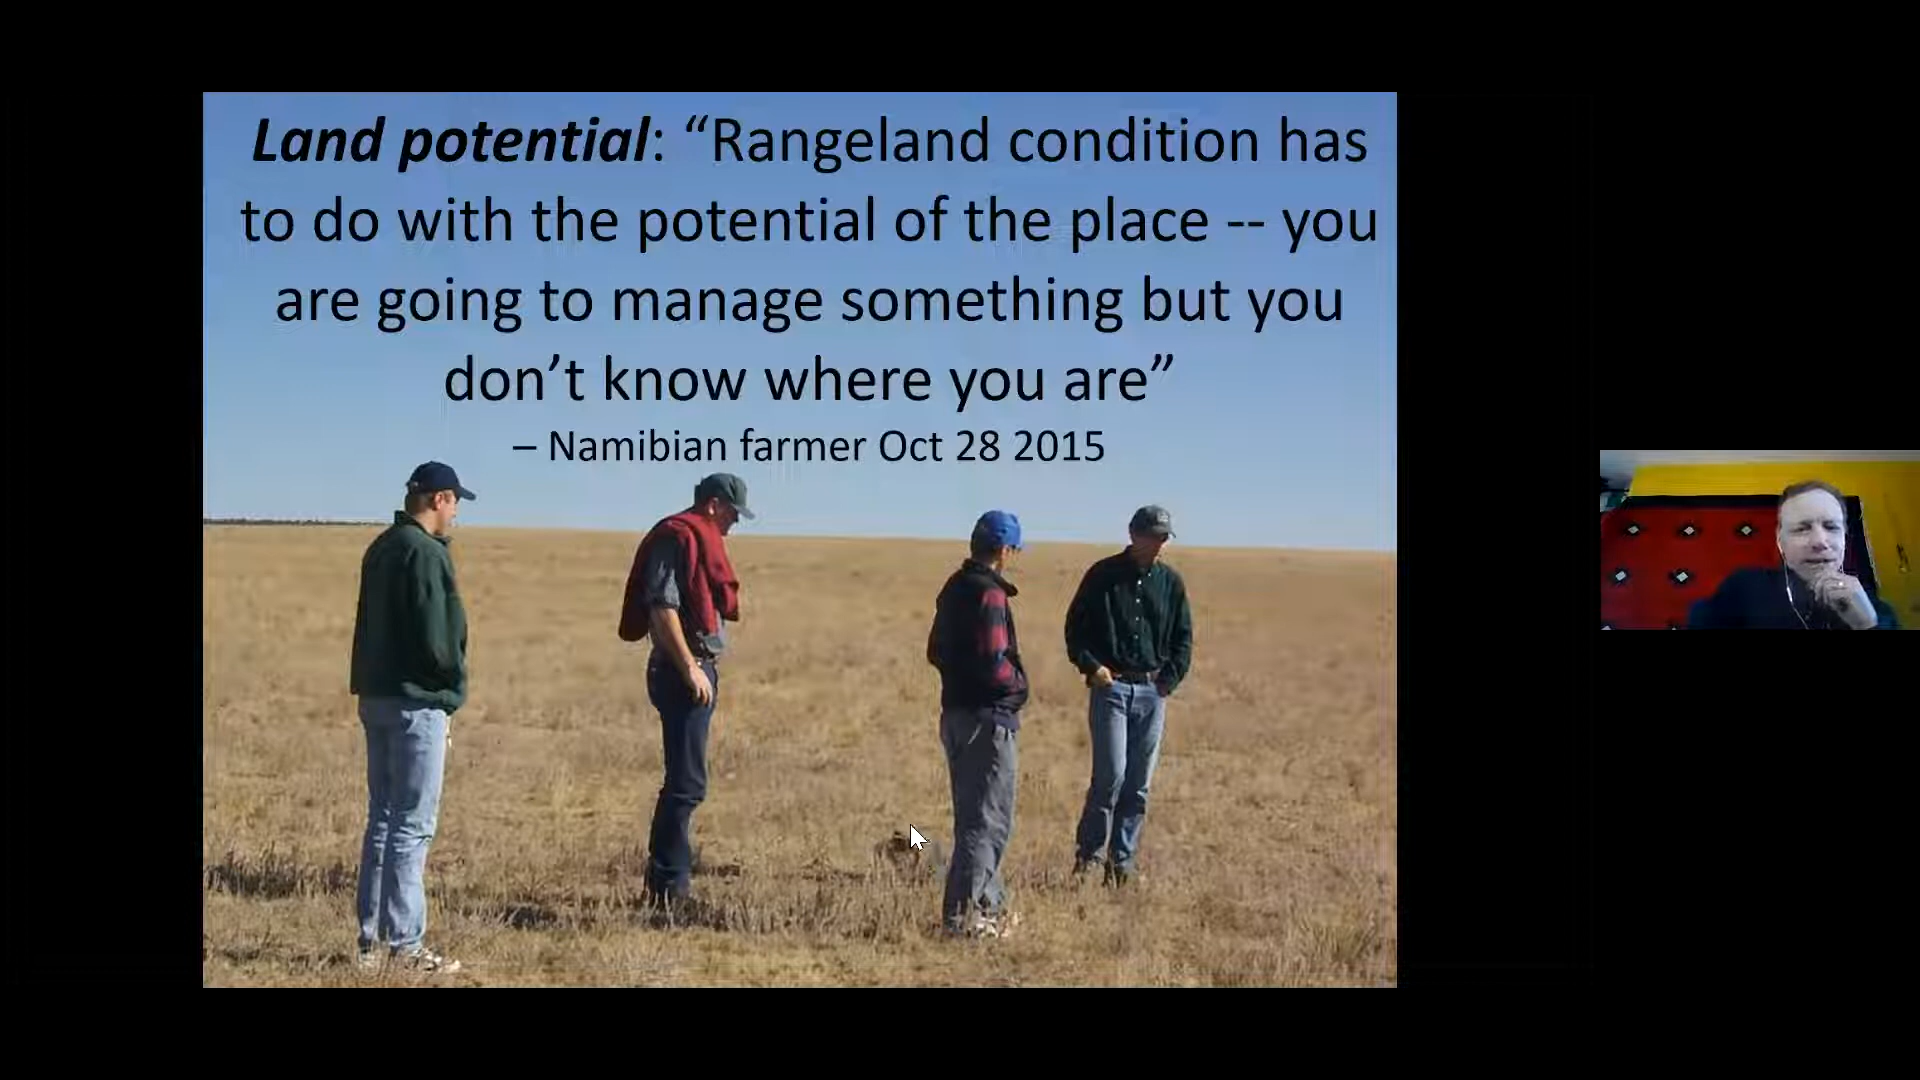 Land potential: “Rangeland condition has
to do with the potential of the place -- you
are going to manage something but you
don’t know where you are”
– Namibian farmer Oct 28 2015